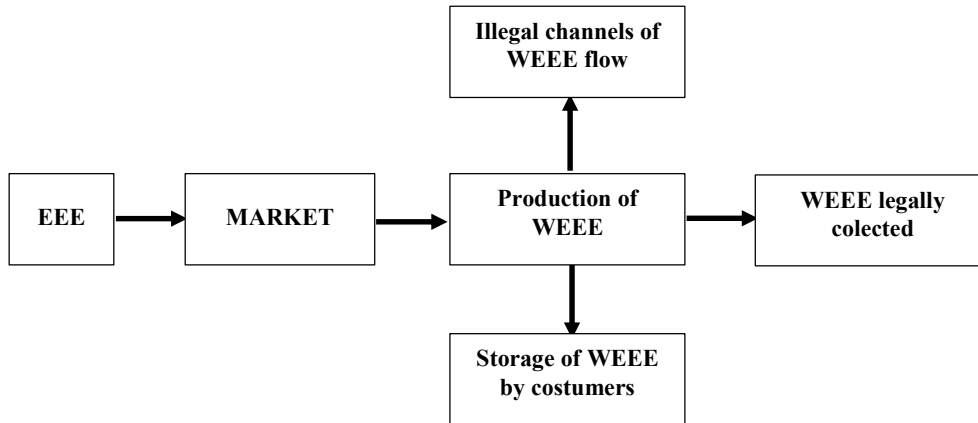 Illegal channels of
WEEE flow
EEE
MARKET
Production of
WEEE
WEEE legally
colected
Storage of WEEE
by costumers